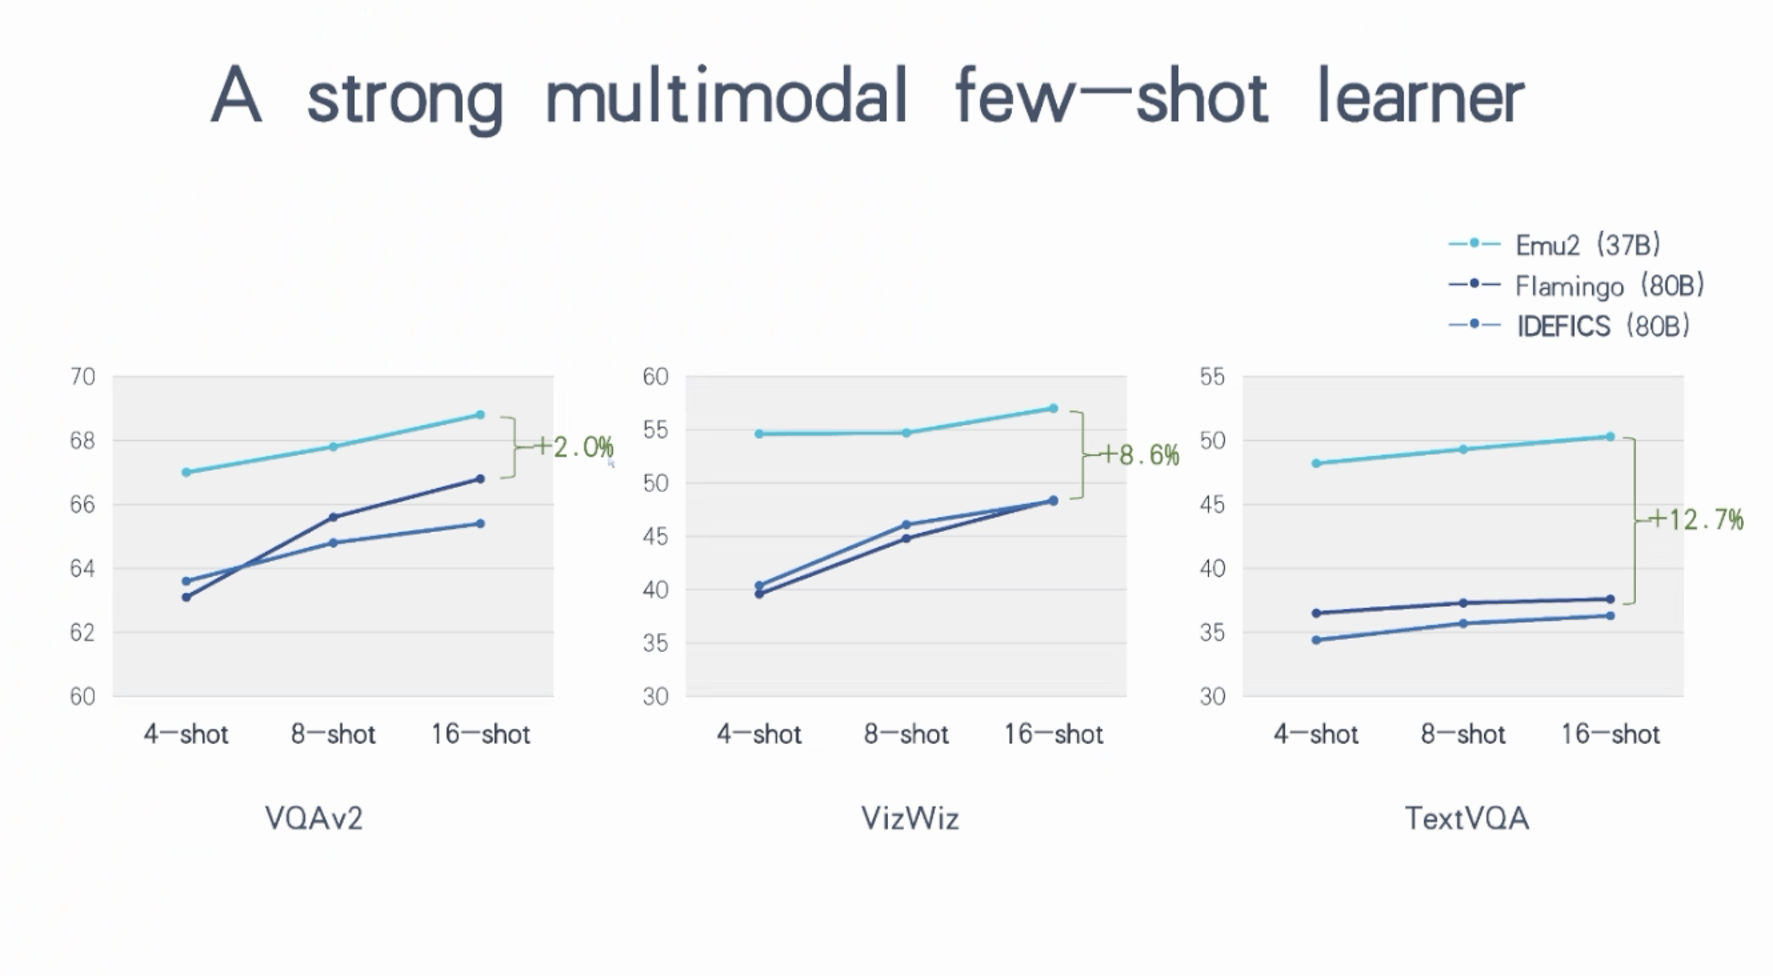 A strong multimodal few—shot learner
Emu2 (37B)
Flamingo (80B)
IDEFICS (80B)
70
68
66
64
62
60
+2.0%
4—shot 8—shot 16—shot
VQAv2
60
55
50
45
40
35
30
+8.6%
4—shot 8—shot 16—shot
VizWiz
55
50
45
40
35
30
+12.7%
4—shot 8—shot 16—shot
TextVQA